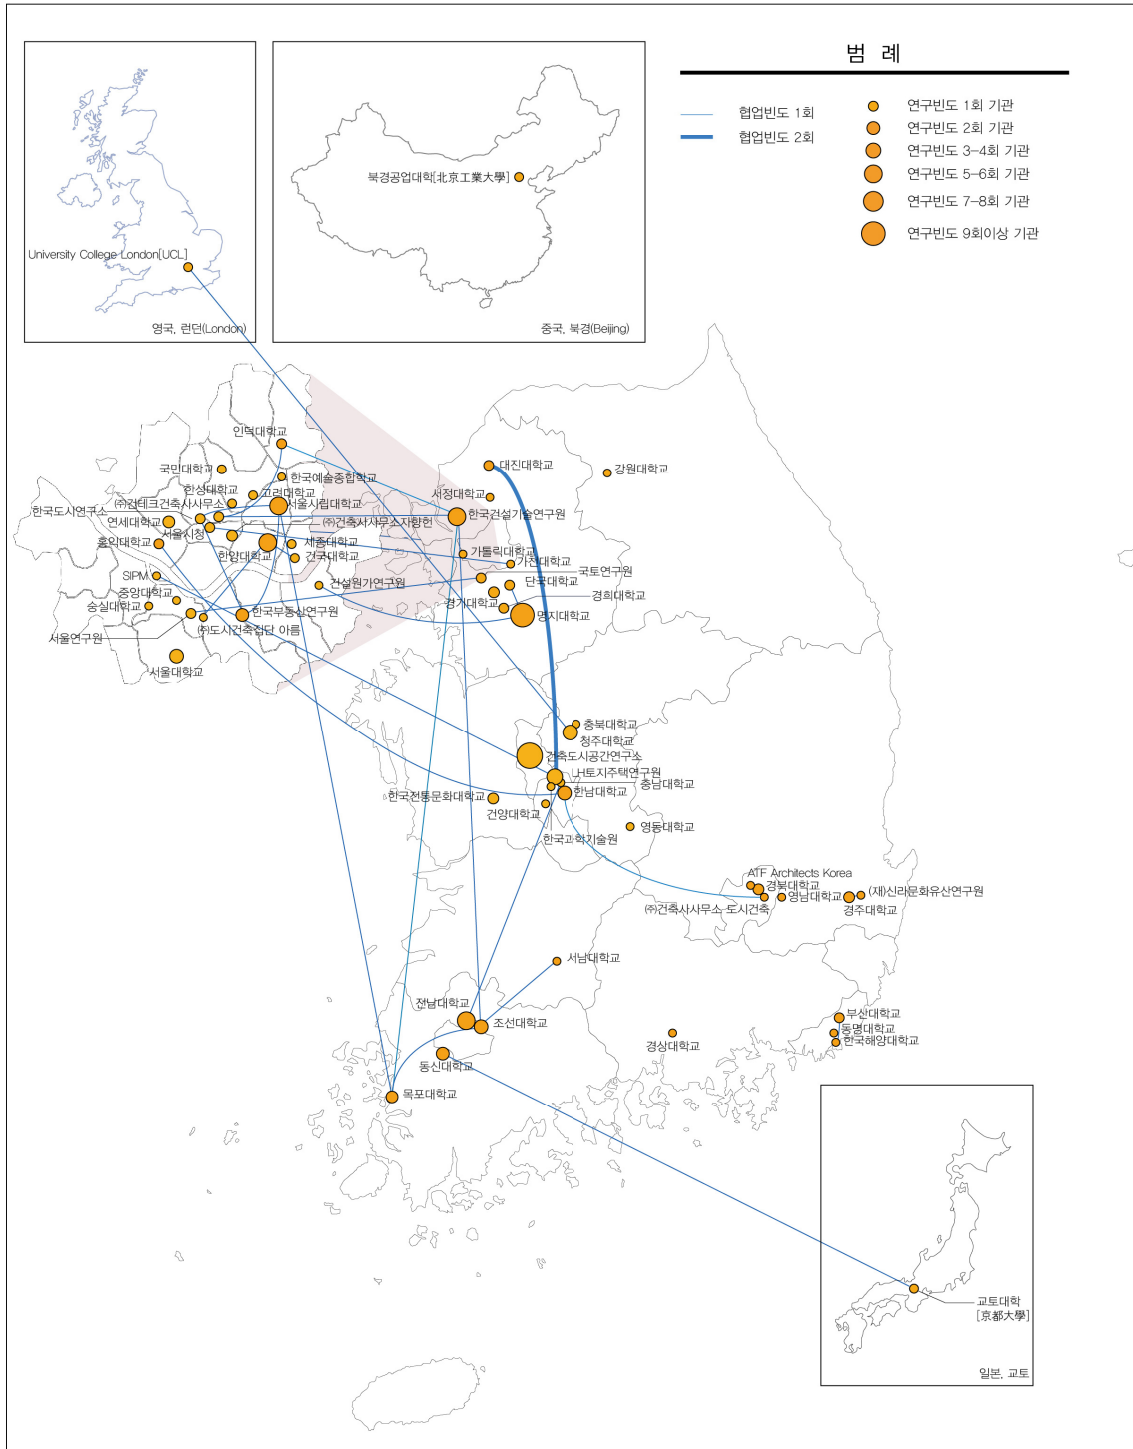 범 례
협업빈도 1회
협업빈도 2회
연구빈도 1회 기관
연구빈도 2회 기관
연구빈도 3-4회 기관
연구빈도 5-6회 기관
연구빈도 7-8회 기관
연구빈도 9회이상 기관
University College London[UCL]
영국, 런던(London)
북경공업대학[北京工業大學]
중국, 북경(Beijing)
인덕대학교
국민대학교
한국예술종합학교
한성대학교
고려대학교
㈜건테크건축사사무소
서울시립대학교
한국도시연구소
연세대학교
서울시청
㈜건축사사무소자향헌
홍익대학교
한양대학교
세종대학교
건국대학교
SIPM
중앙대학교
숭실대학교
건설원가연구원
한국부동산연구원
서울연구원
㈜도시건축집단 아름
서울대학교
대진대학교
강원대학교
서정대학교
한국건설기술연구원
가톨릭대학교
가천대학교
국토연구원
단국대학교
경기대학교
경희대학교
명지대학교
충북대학교
청주대학교
건축도시공간연구소
LH토지주택연구원
충남대학교
한국전통문화대학교
한남대학교
건양대학교
한국과학기술원
영동대학교
ATF Architects Korea
경북대학교
㈜건축사사무소 도시건축
영남대학교
(재)신라문화유산연구원
경주대학교
서남대학교
전남대학교
조선대학교
동신대학교
목포대학교
경상대학교
부산대학교
동명대학교
한국해양대학교
교토대학
[京都大學]
일본, 교토